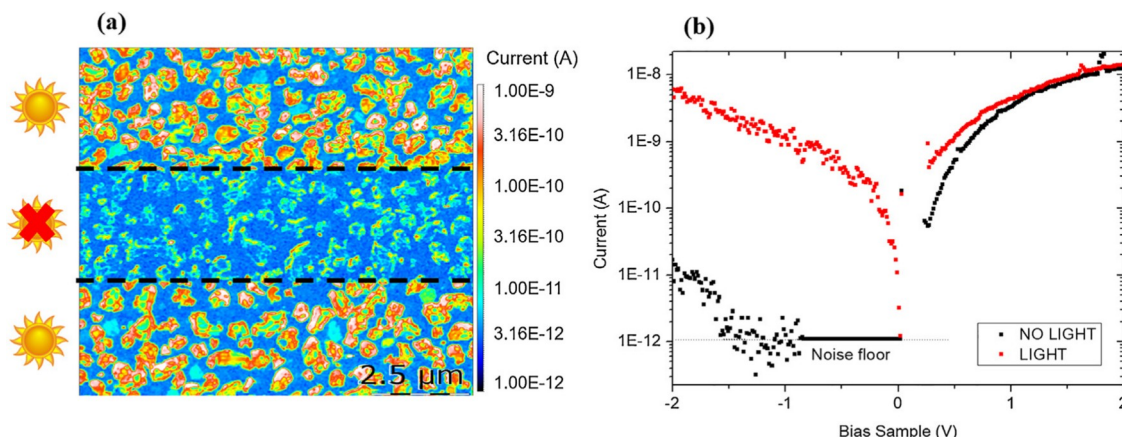 (a)
Current (A)
1.00E-9
3.16E-10
1.00E-10
3.16E-10
1.00E-11
3.16E-12
1.00E-12
2.5 µm
(b)
Current (A)
1E-8
1E-9
1E-10
1E-11
1E-12
Noise floor
NO LIGHT
LIGHT
-2 -1 0 1 2
Bias Sample (V)